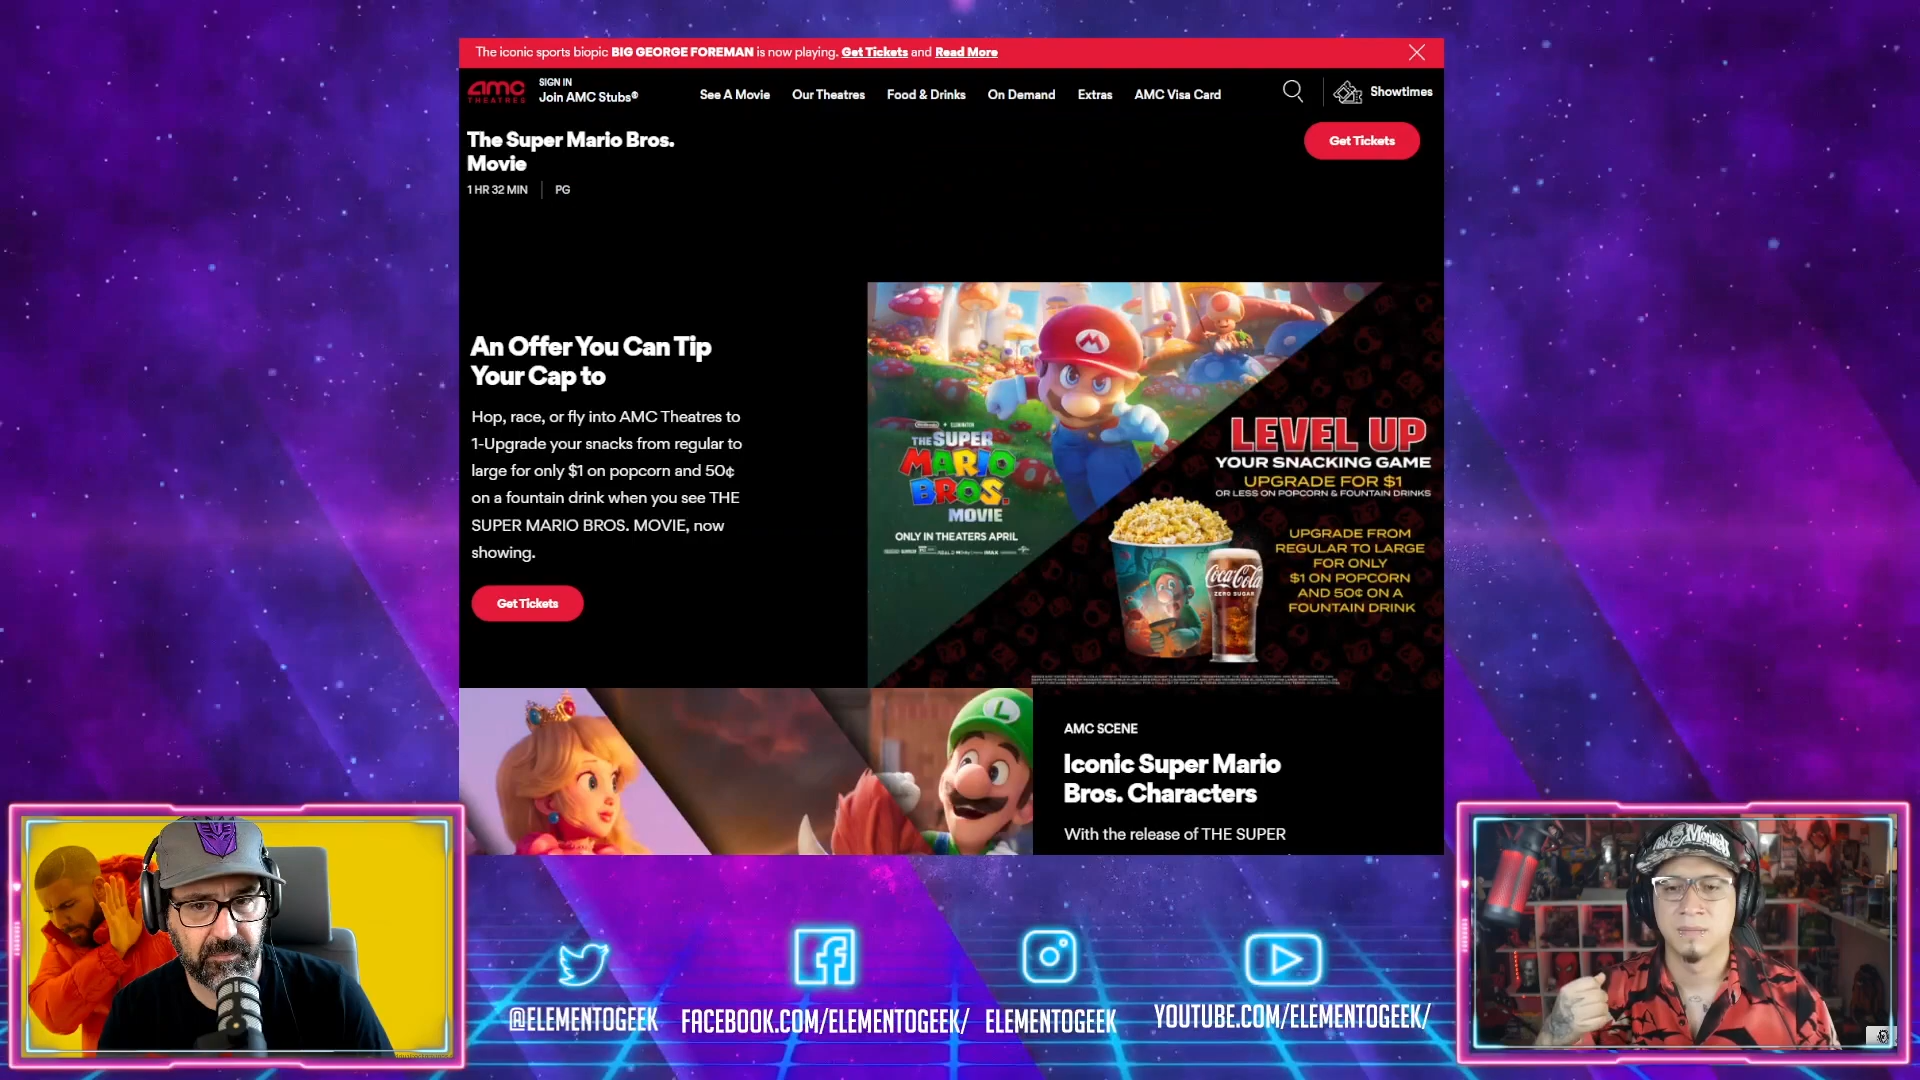 The iconic sports biopic BIG GEORGE FOREMAN is now playing. Get Tickets and Read More
amc
THEATRES
SIGN IN
Join AMC Stubs®
See A Movie
Our Theatres
Food & Drinks
On Demand
Extras
AMC Visa Card
Showtimes
The Super Mario Bros.
Movie
1 HR 32 MIN
PG
Get Tickets
An Offer You Can Tip
Your Cap to
Hop, race, or fly into AMC Theatres to
1-Upgrade your snacks from regular to
large for only $1 on popcorn and 50¢
on a fountain drink when you see THE
SUPER MARIO BROS. MOVIE, now
showing.
Get Tickets
M
THE SUPER
MARIO
BROS.
MOVIE
ONLY IN THEATERS APRIL
LEVEL UP
YOUR SNACKING GAME
UPGRADE FOR $1
OR LESS ON POPCORN & FOUNTAIN DRINKS
UPGRADE FROM
REGULAR TO LARGE
FOR ONLY
$1 ON POPCORN
AND 50¢ ON A
FOUNTAIN DRINK
Coca-Cola
ZERO SUGAR
L
AMC SCENE
Iconic Super Mario
Bros. Characters
With the release of THE SUPER
@ELEMENTOGEEK
FACEBOOK.COM/ELEMENTOGEEK/
ELEMENTOGEEK
YOUTUBE.COM/ELEMENTOGEEK/